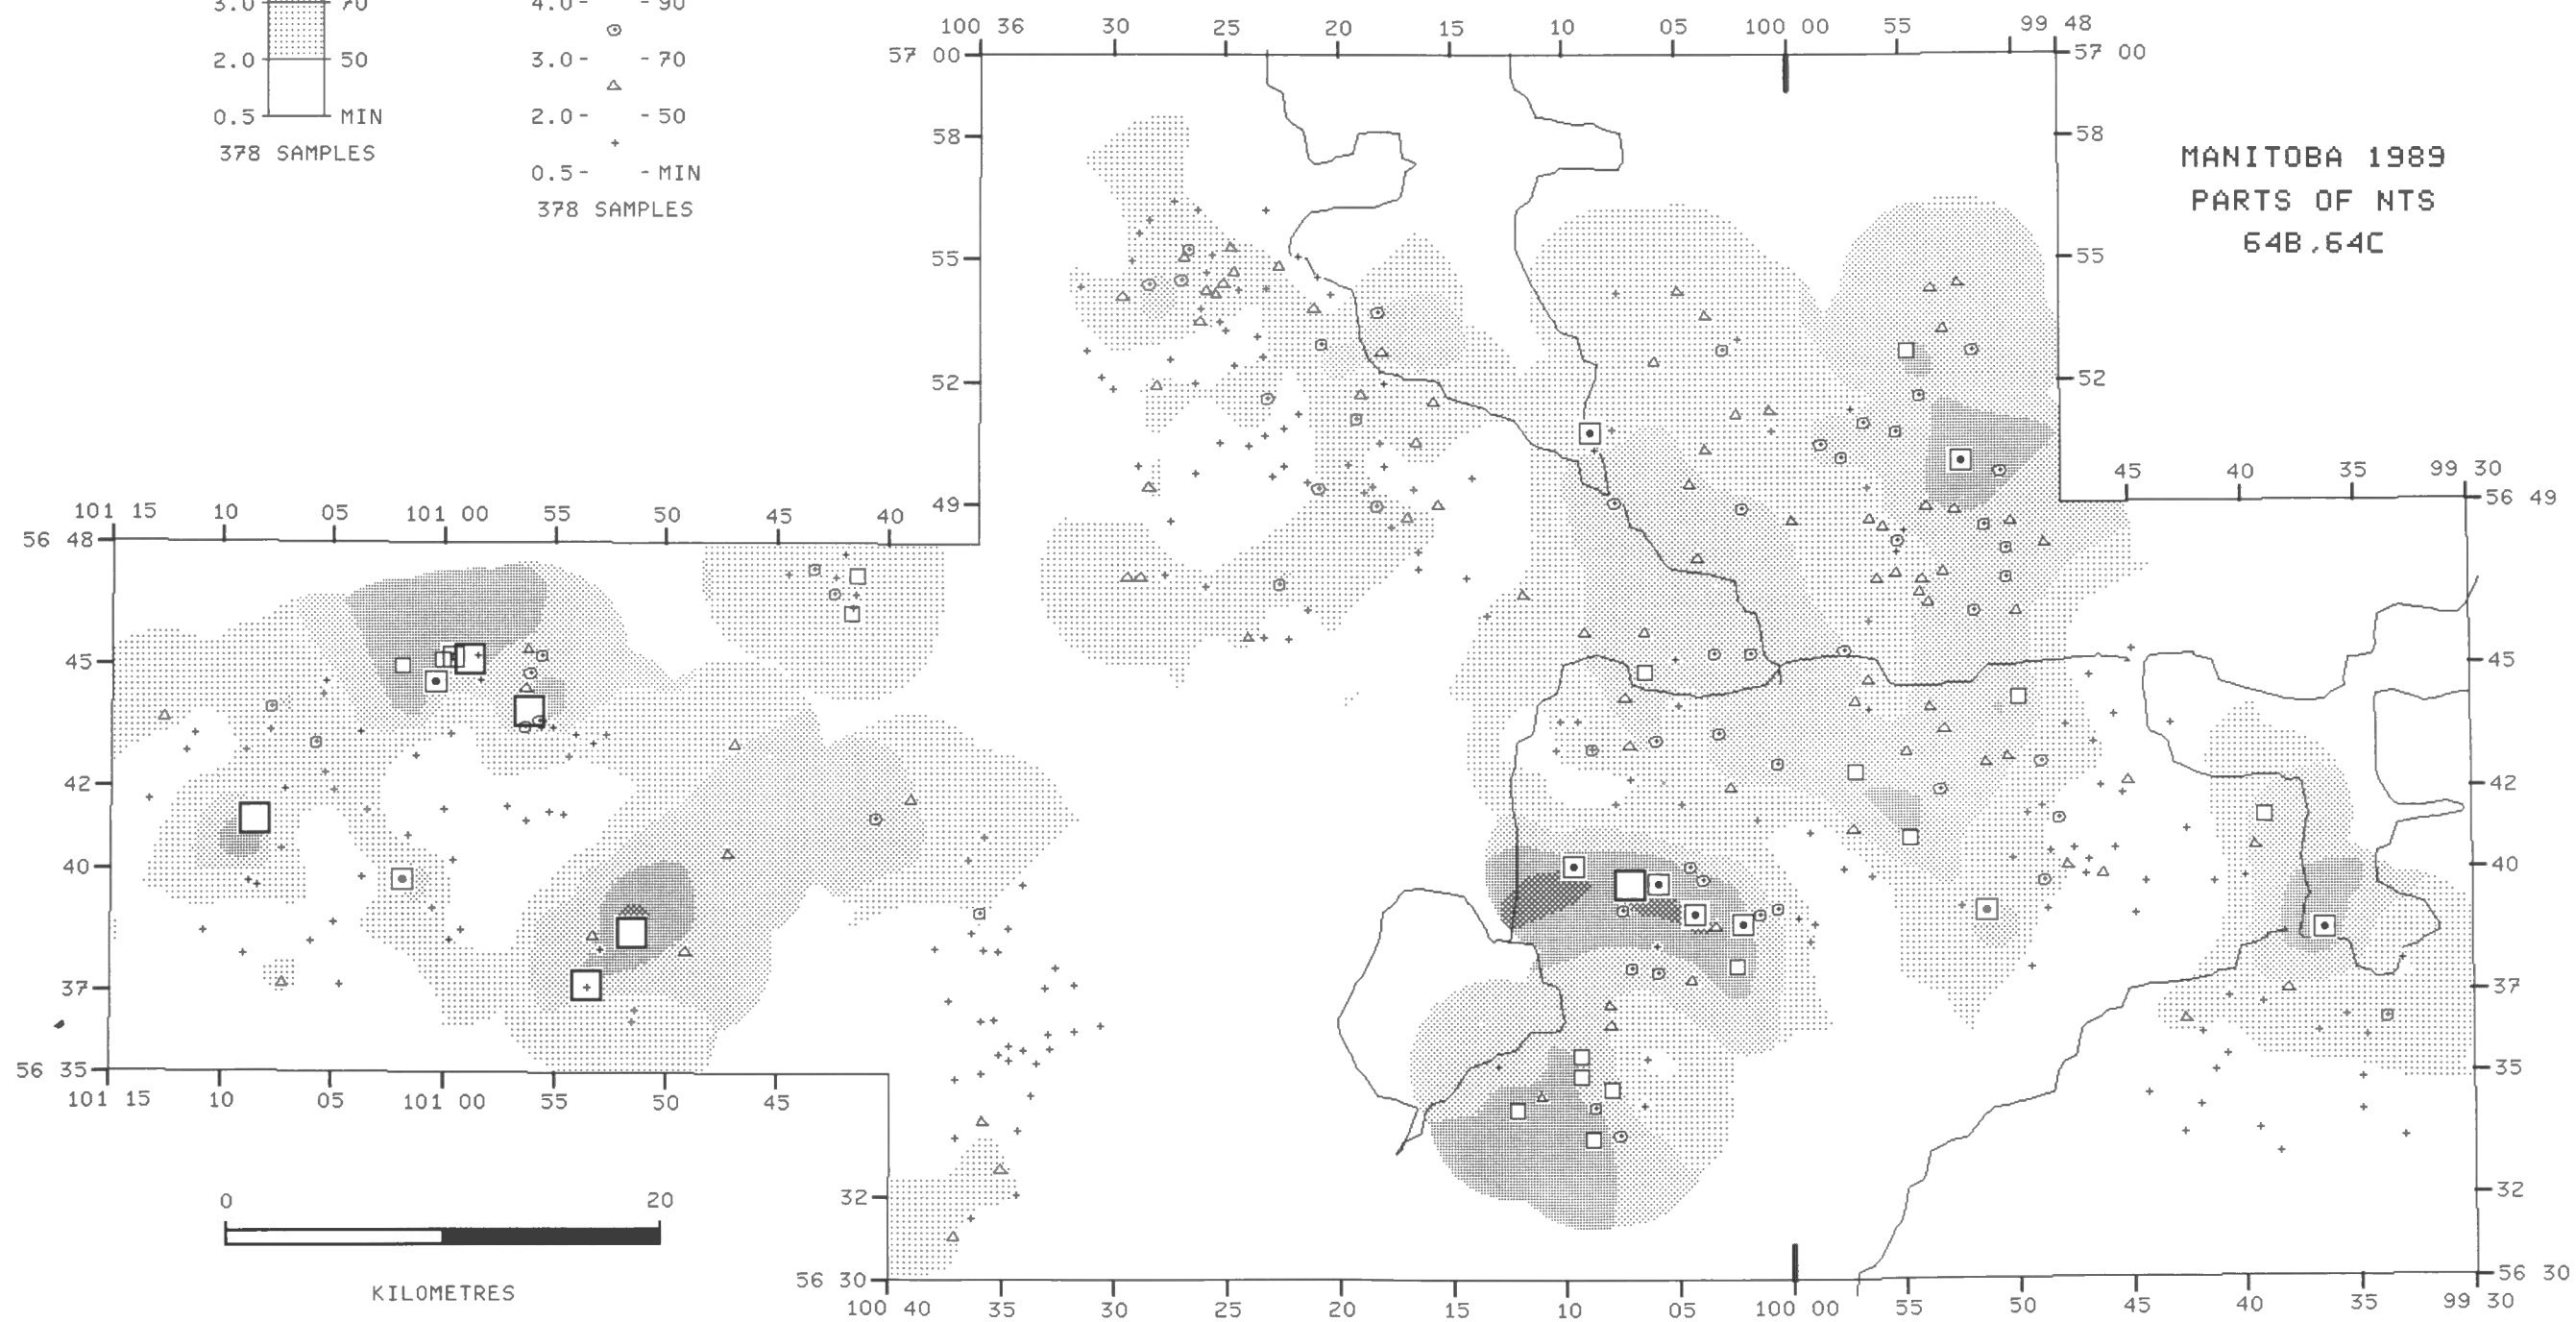 3.0 70
2.0 50
0.5 MIN
378 SAMPLES
4.0- -90
3.0- -70
2.0- -50
0.5- -MIN
378 SAMPLES
100 36 30 25 20 15 10 05 100 00 55 99 48
57 00 57 00
58 58
MANITOBA 1989
PARTS OF NTS
64B,64C
55 55
52 52
45 40 35 99 30
49 56 49
101 15 10 05 101 00 55 50 45 40
56 48
45 45
42 42
40 40
37 37
56 35 35
101 15 10 05 101 00 55 50 45
32 32
0 20
KILOMETRES
56 30 56 30
100 40 35 30 25 20 15 10 05 100 00 55 50 45 40 35 99 30